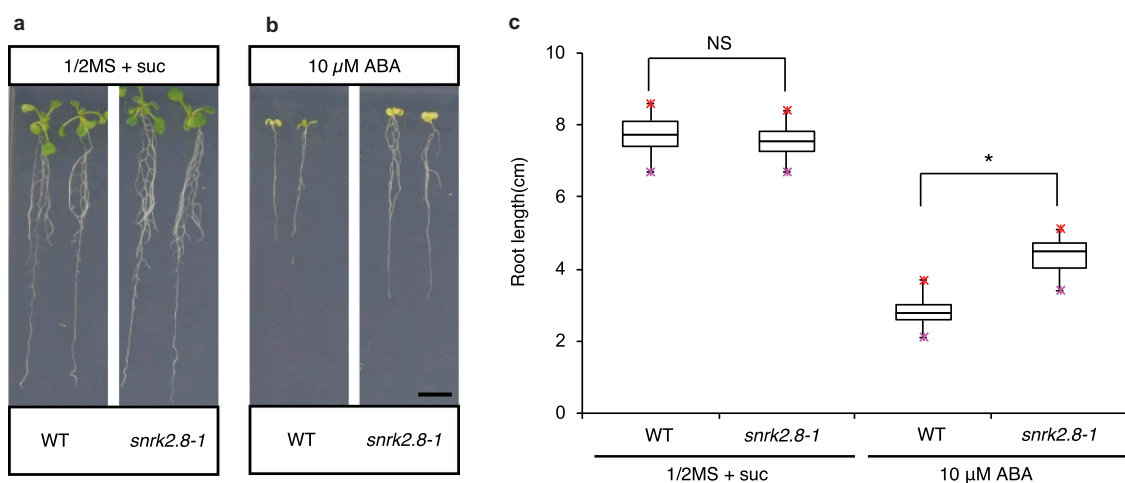 a
1/2MS + suc
WT
snrk2.8-1
b
10 µM ABA
WT
snrk2.8-1
c
Root length(cm)
10
8
6
4
2
0
NS
*
WT
snrk2.8-1
WT
snrk2.8-1
1/2MS + suc
10 µM ABA